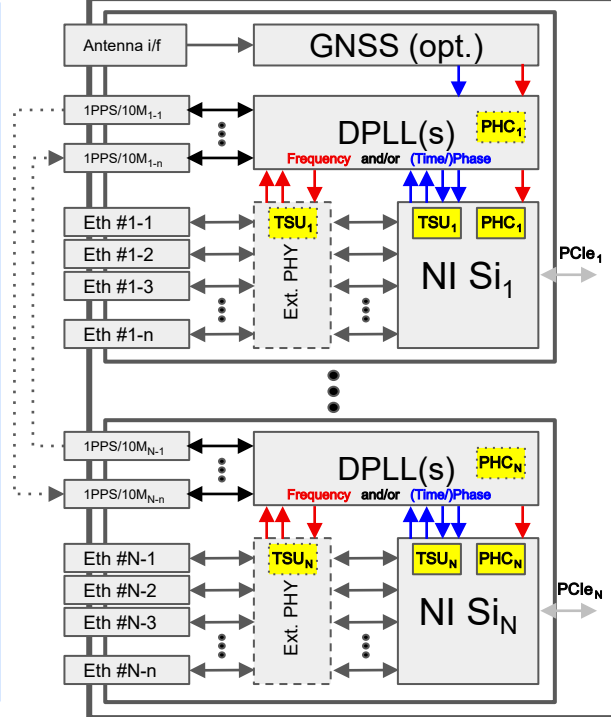 Antenna i/f
GNSS (opt.)
1PPS/10M1-1
DPLL(s)
PHC1
1PPS/10M1-n
Frequency and/or (Time/)Phase
Eth #1-1
TSU1
TSU1
PHC1
Eth #1-2
Ext. PHY
NI Si1
PCIe1
Eth #1-3
Eth #1-n
1PPS/10MN-1
DPLL(s)
PHCN
1PPS/10MN-n
Frequency and/or (Time/)Phase
Eth #N-1
TSUN
TSUN
PHCN
Eth #N-2
Ext. PHY
NI SiN
PCIeN
Eth #N-3
Eth #N-n